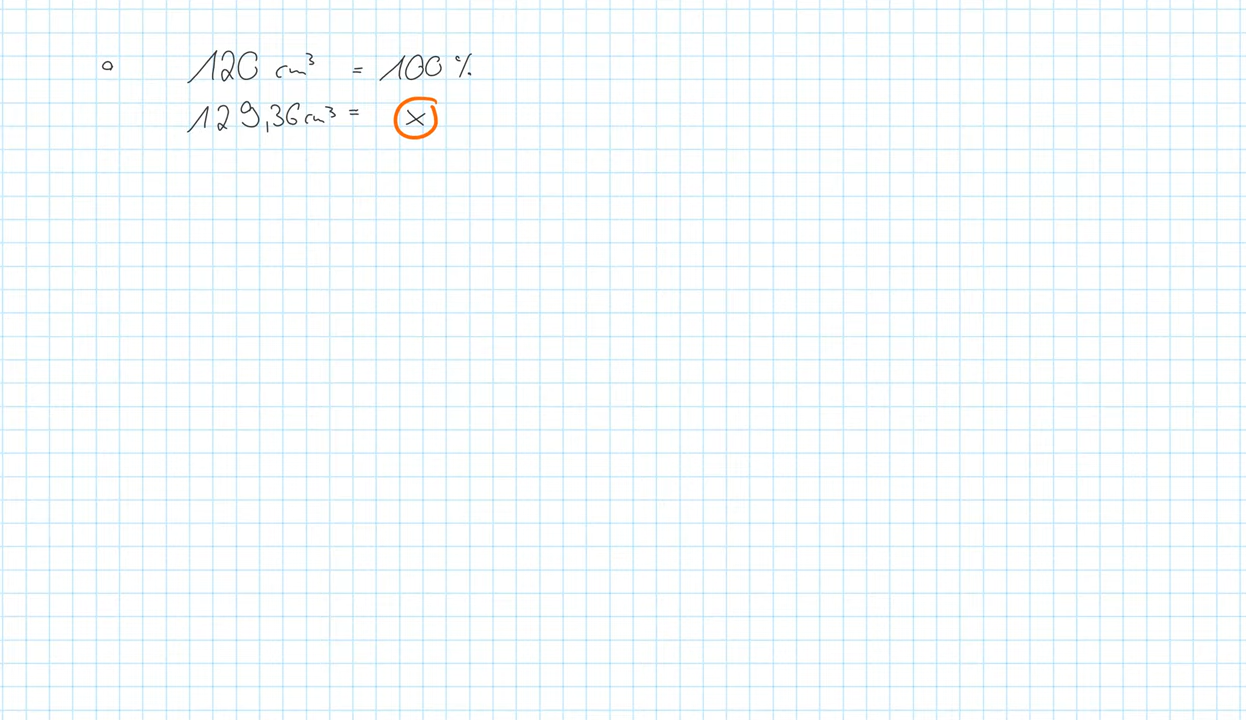 120 cm³ = 100 %
129,36 cm³ = x